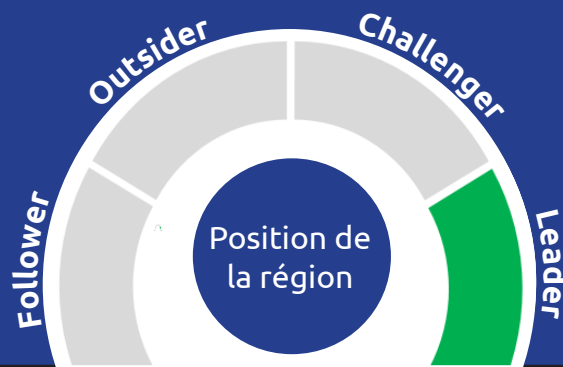 Follower
Outsider
Challenger
Leader
Position de
la région